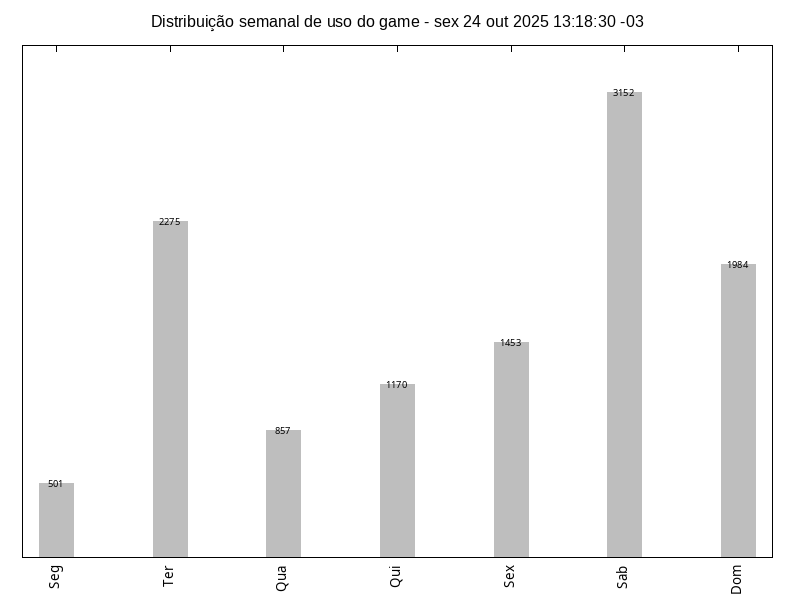 Distribuição semanal de uso do game - sex 24 out 2025 13:18:30 -03
3152
2275
1984
1453
1170
857
501
Seg
Ter
Qua
Qui
Sex
Sab
Dom